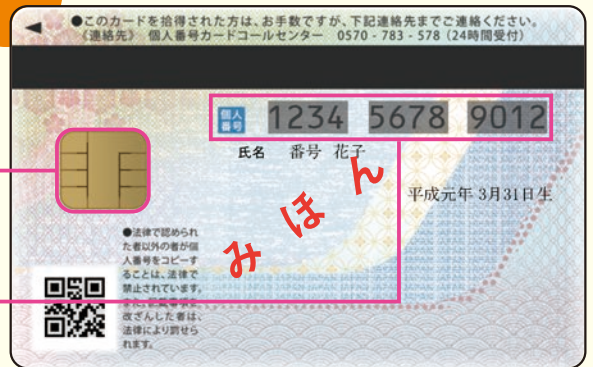 ●このカードを拾得された方は、お手数ですが、下記連絡先までご連絡ください。
《連絡先》 個人番号カードコールセンター 0570-783-578（24時間受付）
個人番号 1234 5678 9012
氏名 番号 花子
平成元年 3月31日生
みほん
●法律で認められ
た者以外の者が個
人番号をコピーす
ることは、法律で
禁止されています。
改ざんした者は、
法律により罰せら
れます。